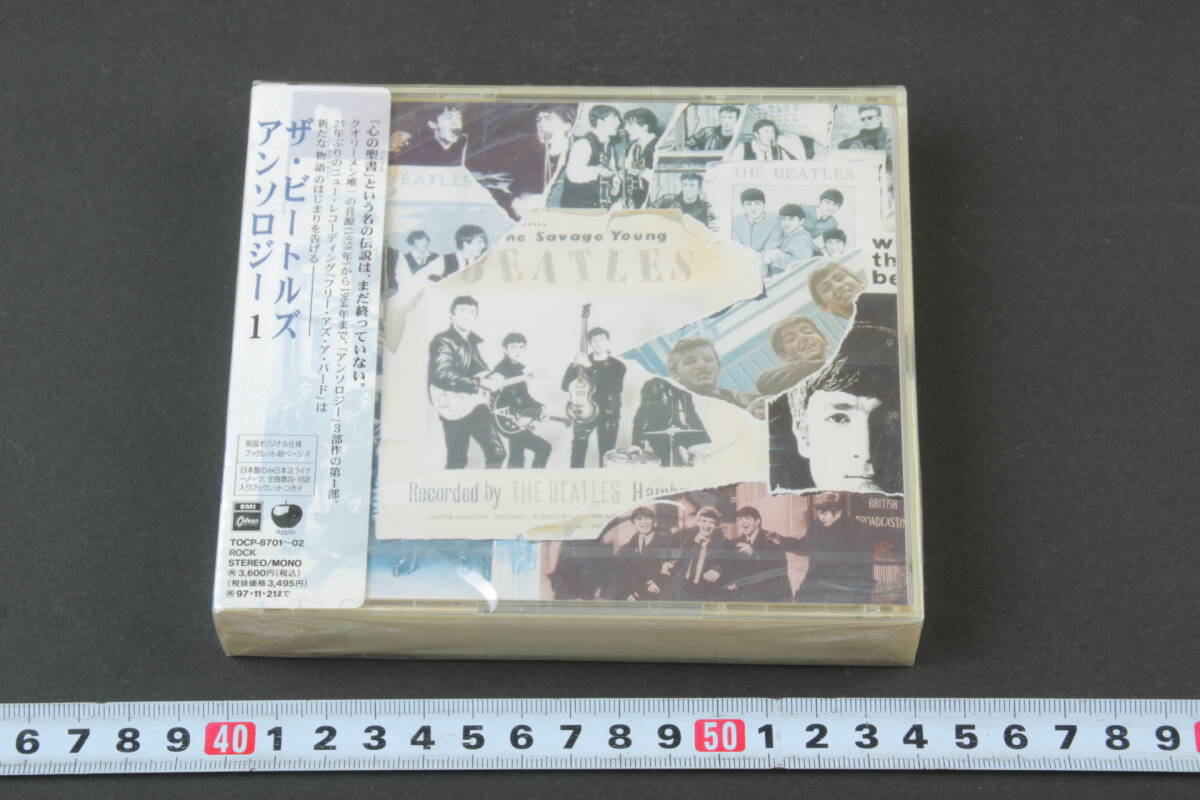 ザ・ビートルズ
アンソロジー 1
「心の聖書」という名の伝説は、まだ終っていない。
クオリーメン唯一の音源(1958年)から1964年まで、「アンソロジー」3部作の第1部。
25年ぶりのニュー・レコーディング「フリー・アズ・ア・バード」は
新たな物語のはじまりを告げる——
英国オリジナル仕様
ブックレット48ページ//
日本盤のみ日本語ライナ
ーノーツ、全曲歌詞・対訳
入りブックレットつき//
EMI
Odeon
Apple
TOCP-8701〜02
ROCK
STEREO/MONO
㊕3,600円(税込)
(税抜価格3,495円)
㊕97・11・21まで
BEATLES
THE BEATLES
Savage Young
BEATLES
w
th
be
Recorded by THE BEATLES Hambu
BRITISH
BROADCASTIN
6 7 8 9 40 1 2 3 4 5 6 7 8 9 50 1 2 3 4 5 6 7 8 9